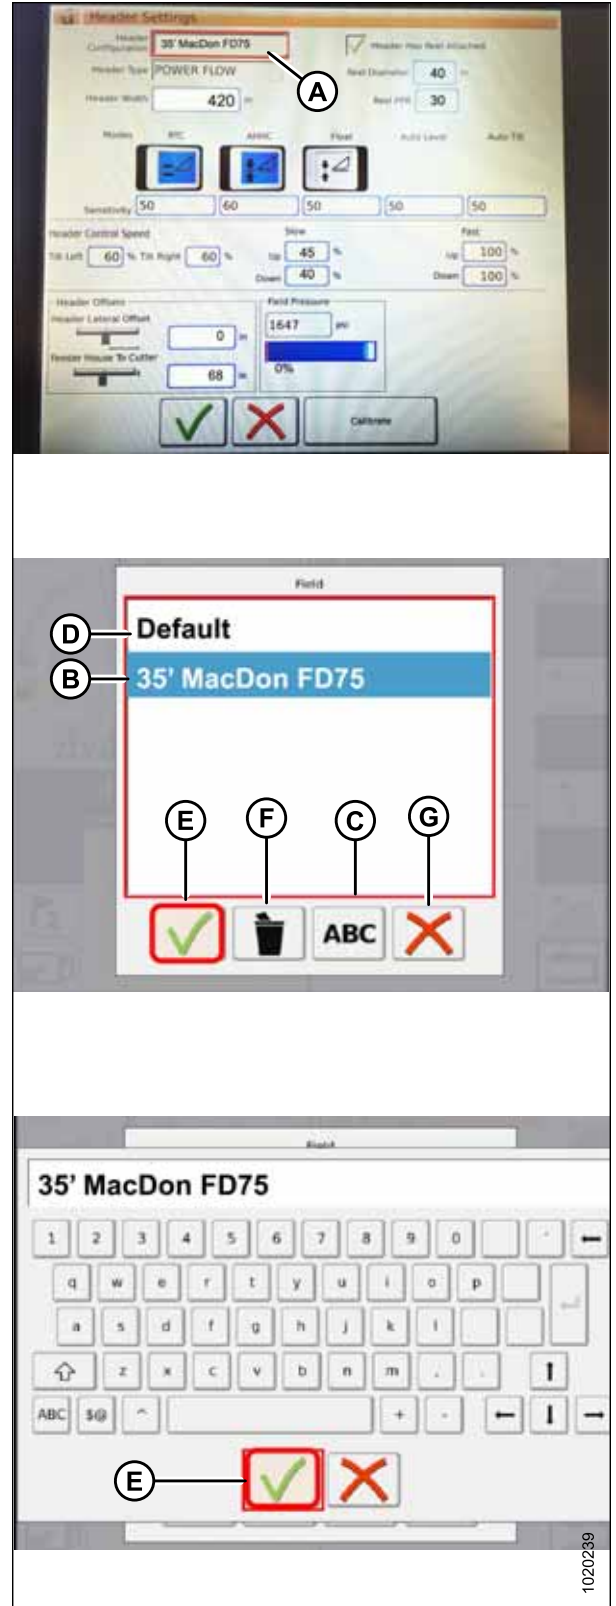 Header Settings
Header Configuration 35' MacDon FD75 Header Has Reel Attached
A
Header Type POWER FLOW Reel Diameter 40 in
Header Width 420 in Reel PPR 30
Modes RTC AHHC Float Auto Level Auto Tilt
Sensitivity 50 60 50 50 50
Header Control Speed Slow Fast
Tilt Left 60 % Tilt Right 60 % Up 45 % Up 100 %
Down 40 % Down 100 %
Header Offsets Field Pressure
Header Lateral Offset 0 in 1647 psi
Feeder House To Cutter 68 in 0%
Calibrate
Field
D Default
B 35' MacDon FD75
E F C G
ABC
Field
35' MacDon FD75
1 2 3 4 5 6 7 8 9 0 '
q w e r t y u i o p
a s d f g h j k l
z x c v b n m , .
ABC $@ ^ + -
E
1020239